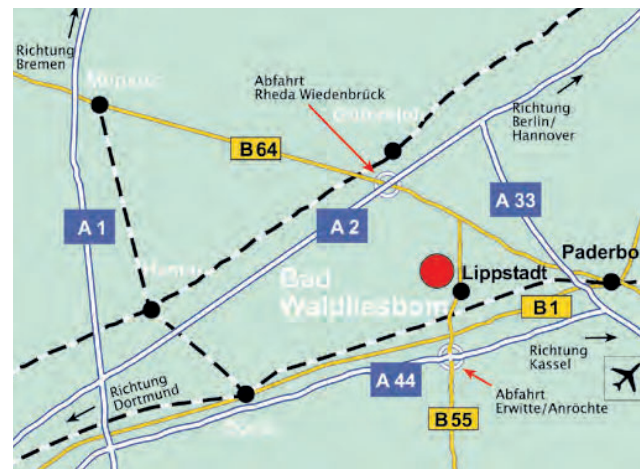 Richtung
Bremen
Abfahrt
Rheda Wiedenbrück
Richtung
Berlin/
Hannover
B 64
A 1
A 2
A 33
Paderbo
Bad
Waldliesborn
Lippstadt
B 1
Richtung
Kassel
Richtung
Dortmund
A 44
Abfahrt
Erwitte/Anröchte
B 55